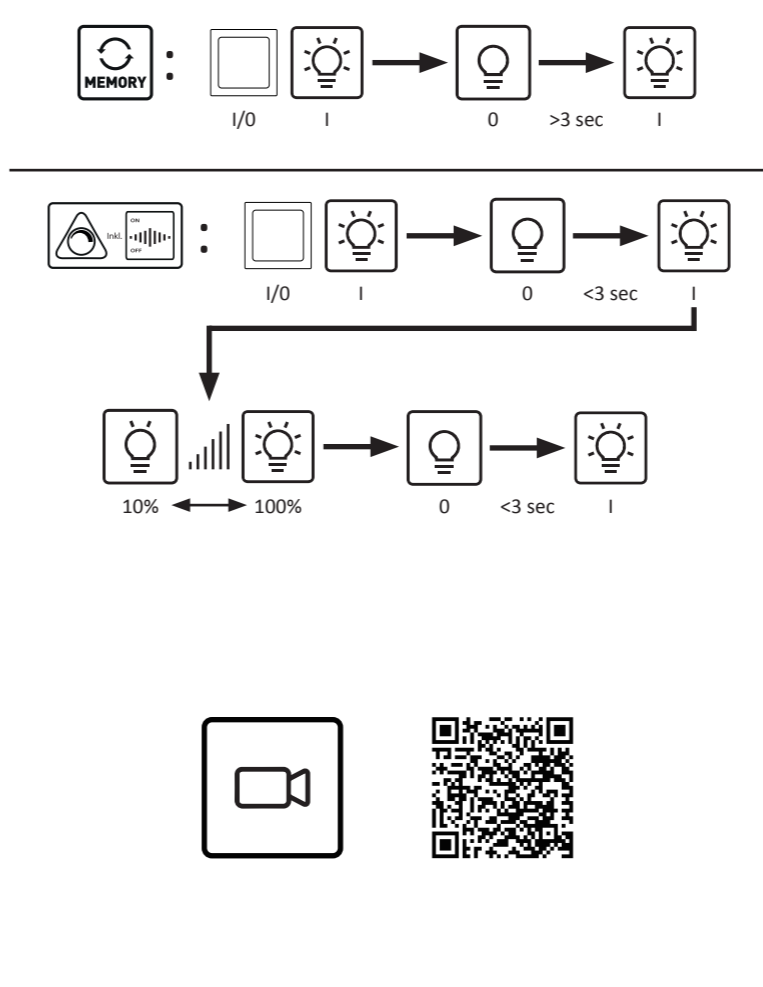 MEMORY
I/0 I 0 >3 sec I
Inkl. ON
OFF
I/0 I 0 <3 sec I
10% 100% 0 <3 sec I